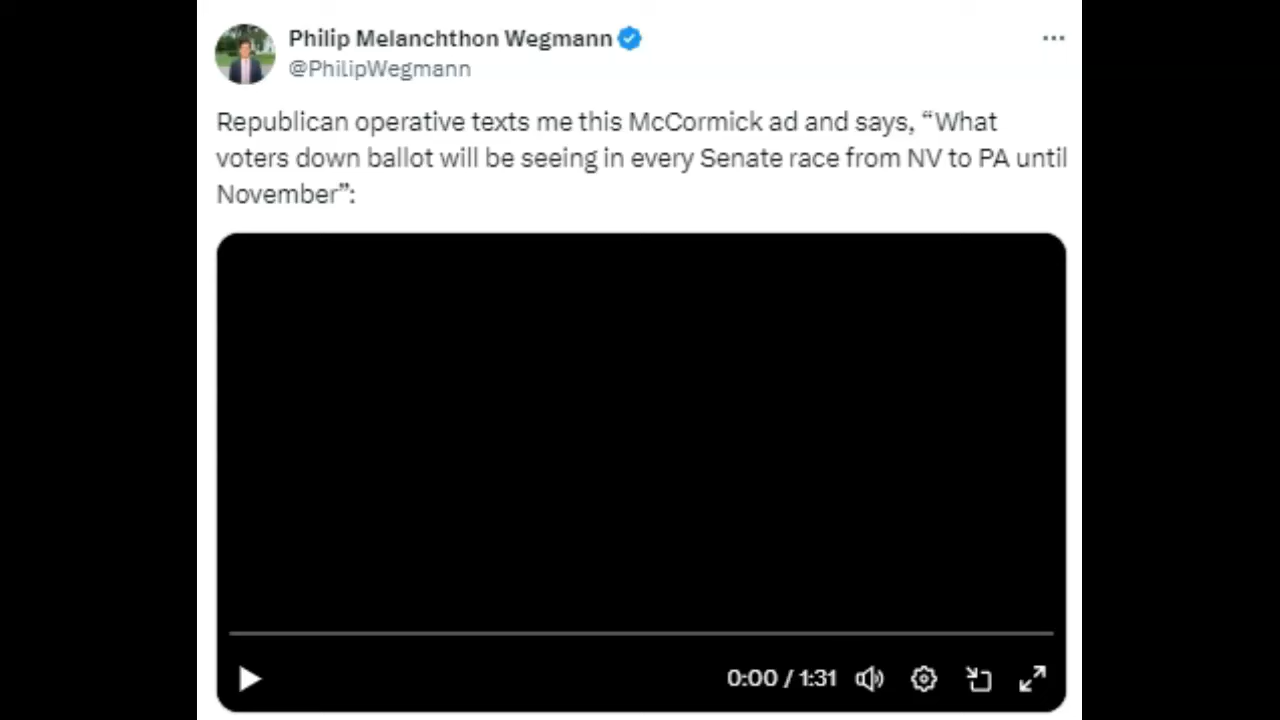 Philip Melanchthon Wegmann
@PhilipWegmann
Republican operative texts me this McCormick ad and says, “What
voters down ballot will be seeing in every Senate race from NV to PA until
November”:
0:00 / 1:31